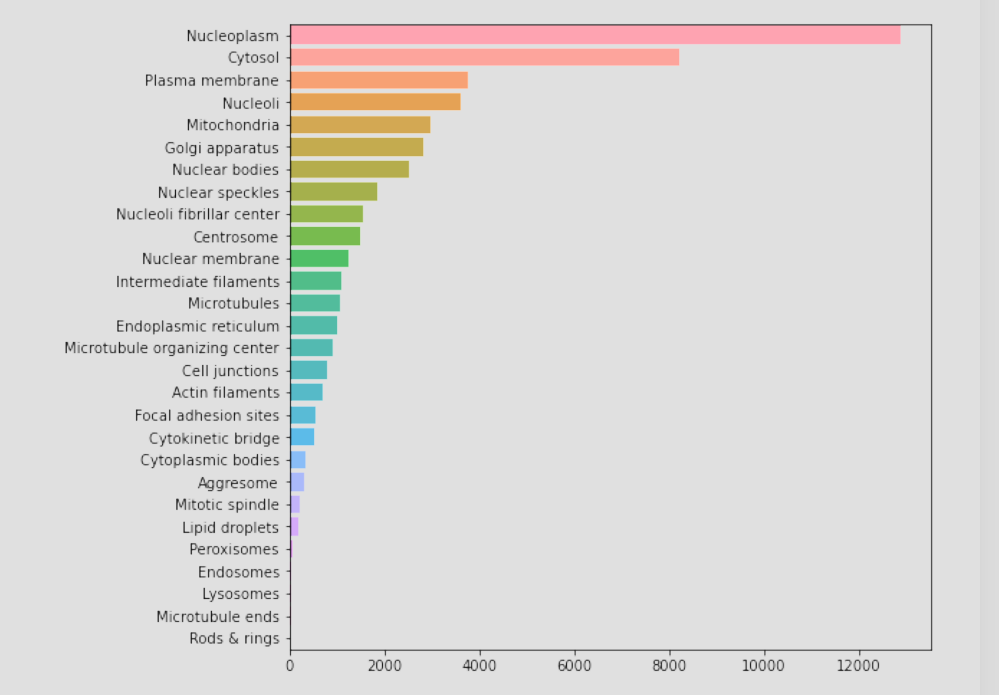 Nucleoplasm
Cytosol
Plasma membrane
Nucleoli
Mitochondria
Golgi apparatus
Nuclear bodies
Nuclear speckles
Nucleoli fibrillar center
Centrosome
Nuclear membrane
Intermediate filaments
Microtubules
Endoplasmic reticulum
Microtubule organizing center
Cell junctions
Actin filaments
Focal adhesion sites
Cytokinetic bridge
Cytoplasmic bodies
Aggresome
Mitotic spindle
Lipid droplets
Peroxisomes
Endosomes
Lysosomes
Microtubule ends
Rods & rings
0 2000 4000 6000 8000 10000 12000